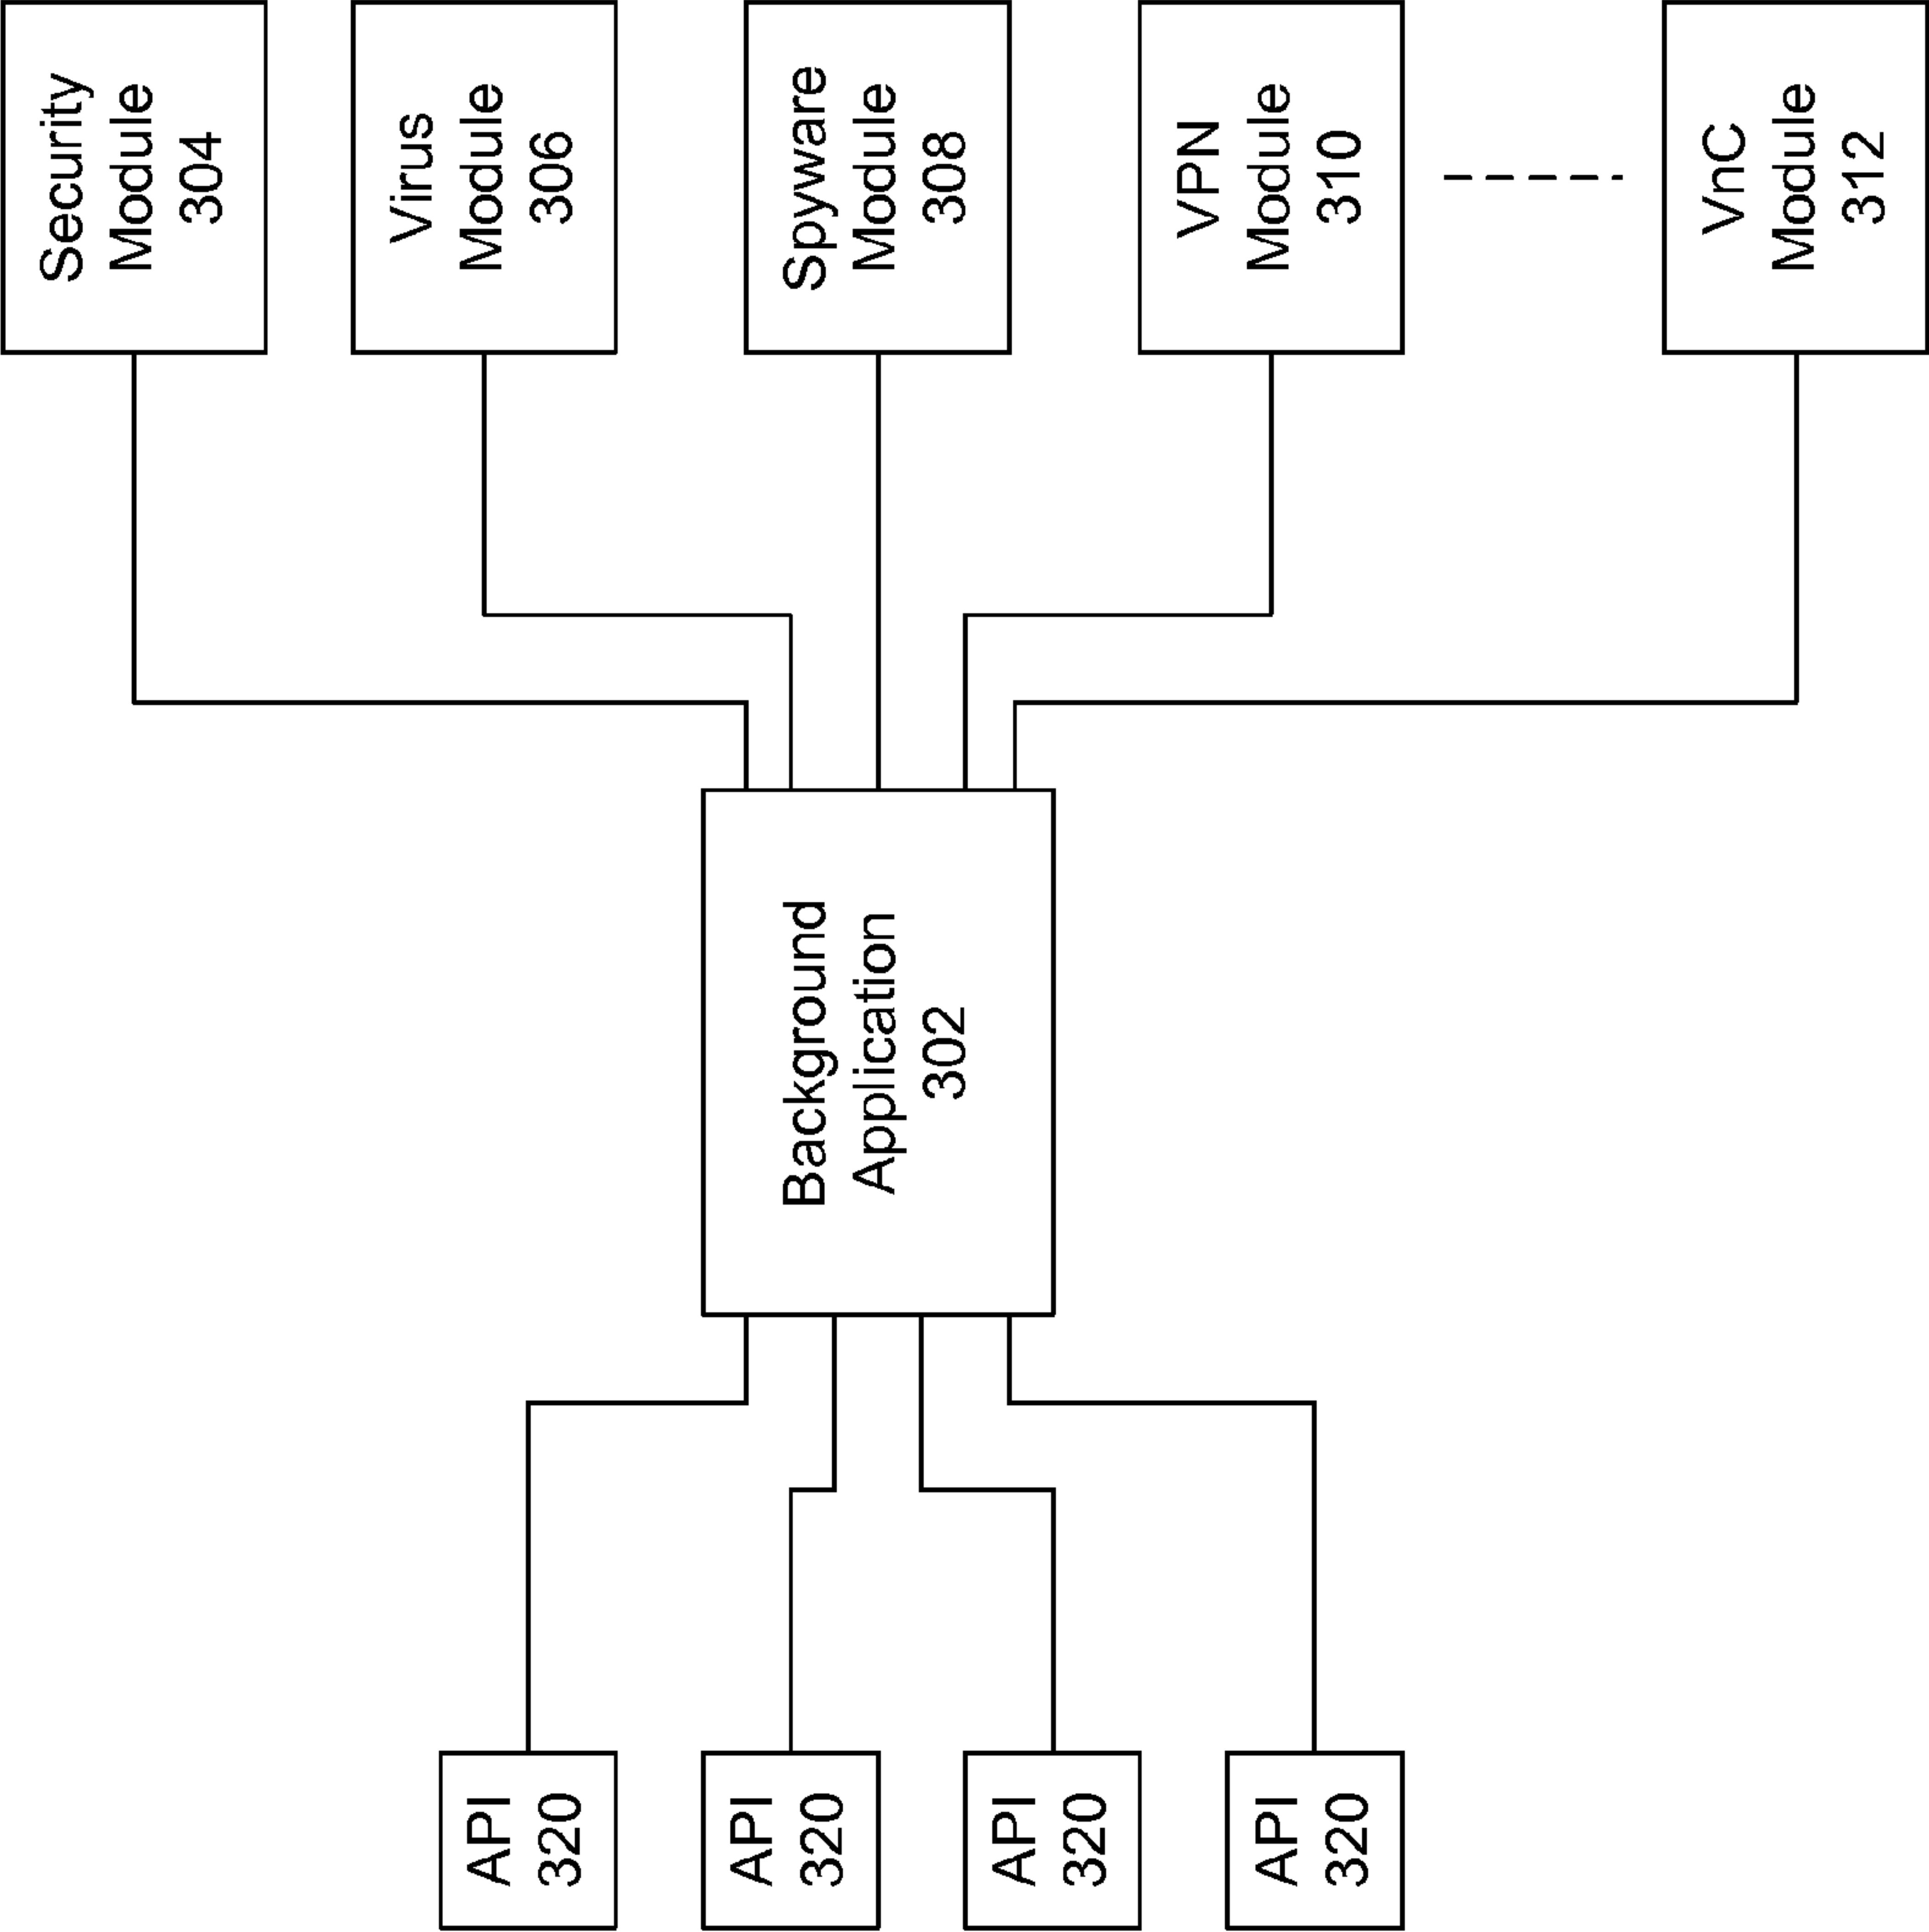 Security
Module
304
Virus
Module
306
Spyware
Module
308
VPN
Module
310
VnC
Module
312
Background
Application
302
API
320
API
320
API
320
API
320